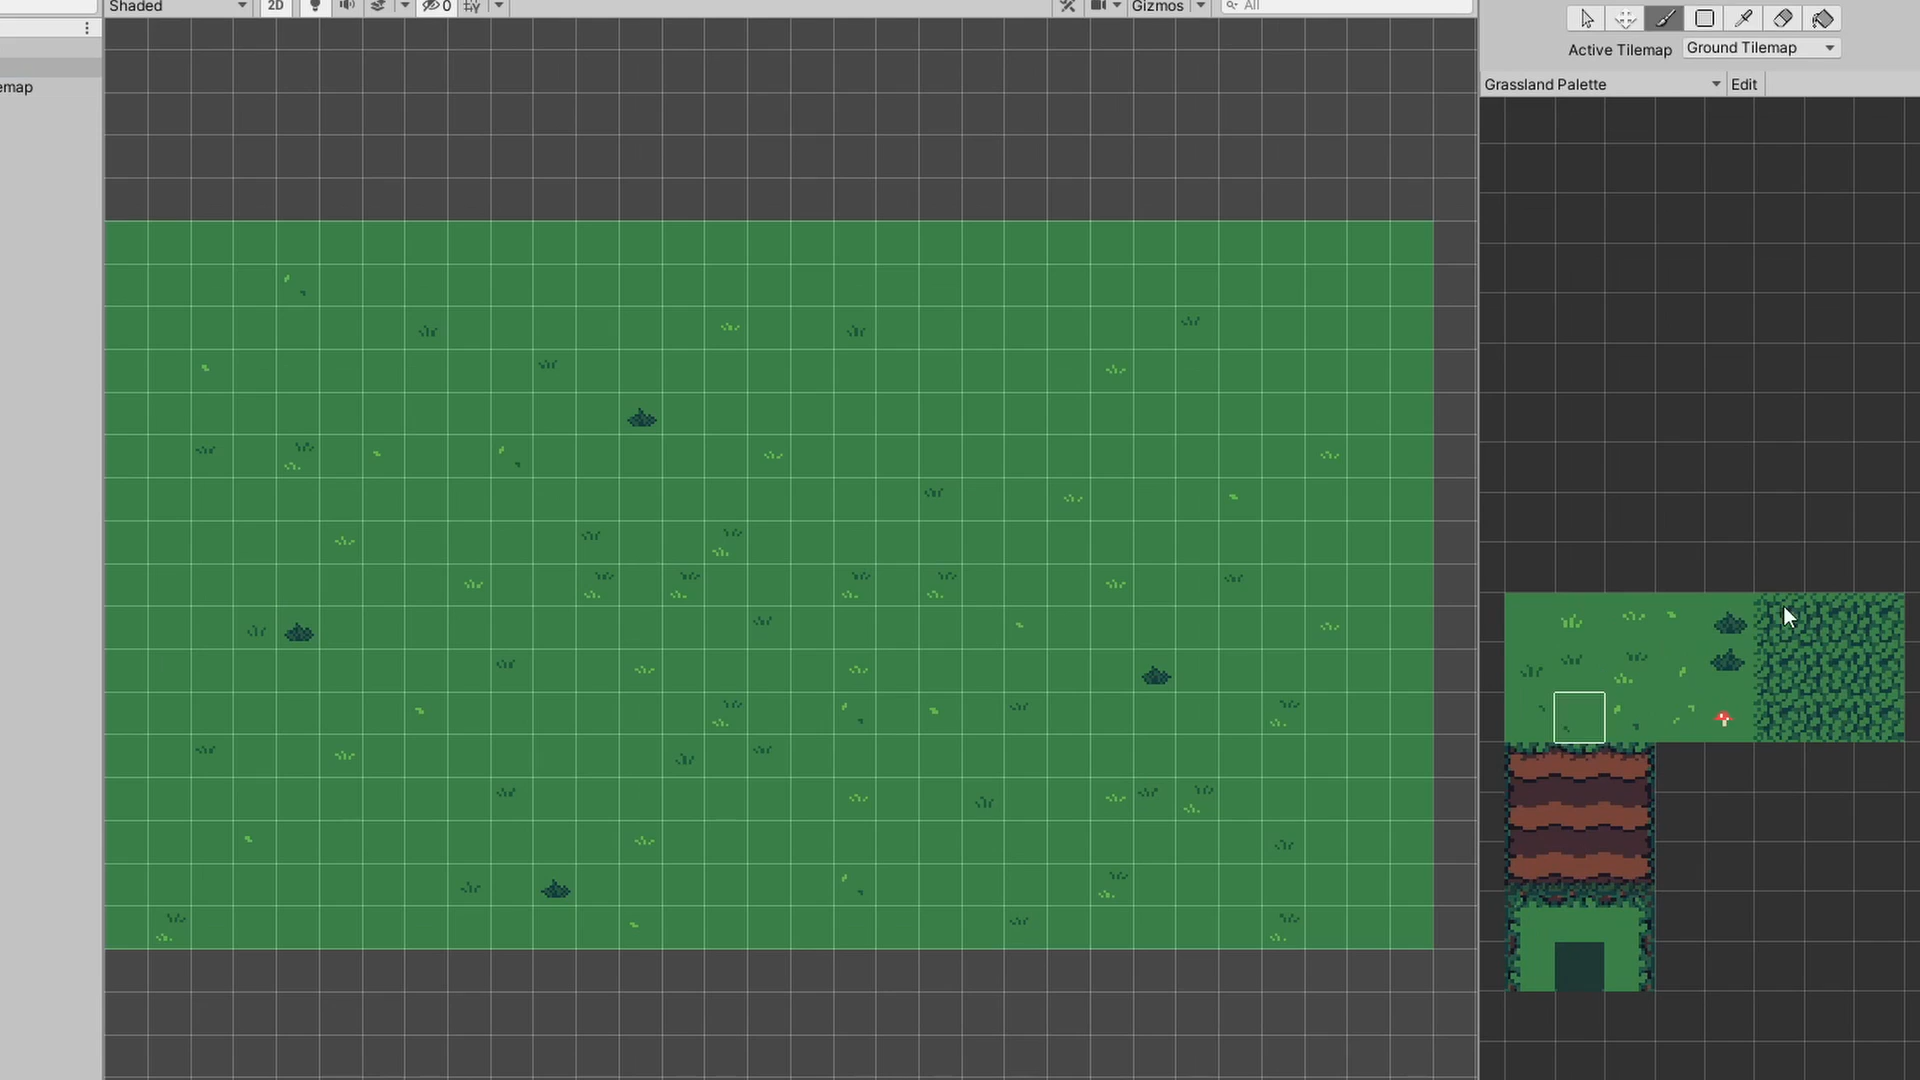 Shaded
2D
0
Gizmos
All
emap
Active Tilemap
Ground Tilemap
Grassland Palette
Edit